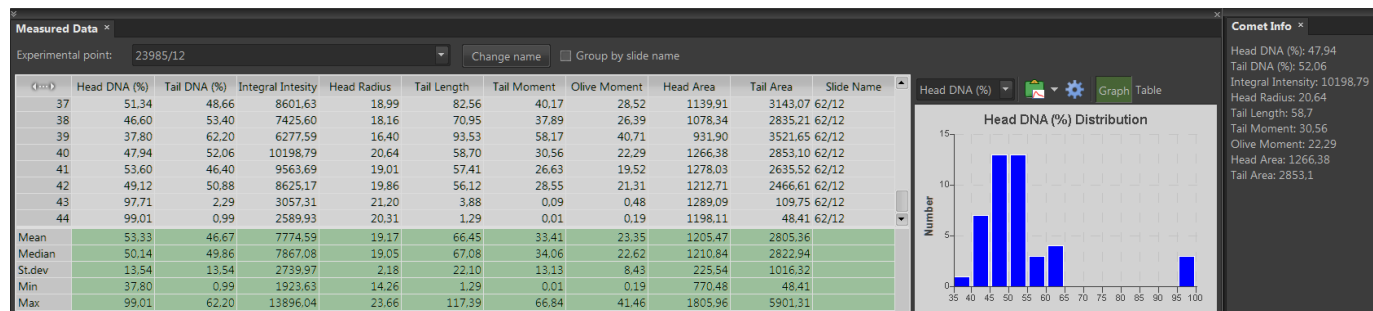 Measured Data ×
Comet Info ×
Experimental point: 23985/12 Change name Group by slide name
Head DNA (%) Tail DNA (%) Integral Intesity Head Radius Tail Length Tail Moment Olive Moment Head Area Tail Area Slide Name
37 51,34 48,66 8601,63 18,99 82,56 40,17 28,52 1139,91 3143,07 62/12
38 46,60 53,40 7425,60 18,16 70,95 37,89 26,39 1078,34 2835,21 62/12
39 37,80 62,20 6277,59 16,40 93,53 58,17 40,71 931,90 3521,65 62/12
40 47,94 52,06 10198,79 20,64 58,70 30,56 22,29 1266,38 2853,10 62/12
41 53,60 46,40 9563,69 19,01 57,41 26,63 19,52 1278,03 2635,52 62/12
42 49,12 50,88 8625,17 19,86 56,12 28,55 21,31 1212,71 2466,61 62/12
43 97,71 2,29 3057,31 21,20 3,88 0,09 0,48 1289,09 109,75 62/12
44 99,01 0,99 2589,93 20,31 1,29 0,01 0,19 1198,11 48,41 62/12
Mean 53,33 46,67 7774,59 19,17 66,45 33,41 23,35 1205,47 2805,36
Median 50,14 49,86 7867,08 19,05 67,08 34,06 22,62 1210,84 2822,94
St.dev 13,54 13,54 2739,97 2,18 22,10 13,13 8,43 225,54 1016,32
Min 37,80 0,99 1923,63 14,26 1,29 0,01 0,19 770,48 48,41
Max 99,01 62,20 13896,04 23,66 117,39 66,84 41,46 1805,96 5901,31
Head DNA (%) Graph Table
Head DNA (%) Distribution
Number
15
10
5
0
35 40 45 50 55 60 65 70 75 80 85 90 95 100
Head DNA (%): 47,94
Tail DNA (%): 52,06
Integral Intensity: 10198,79
Head Radius: 20,64
Tail Length: 58,7
Tail Moment: 30,56
Olive Moment: 22,29
Head Area: 1266,38
Tail Area: 2853,1